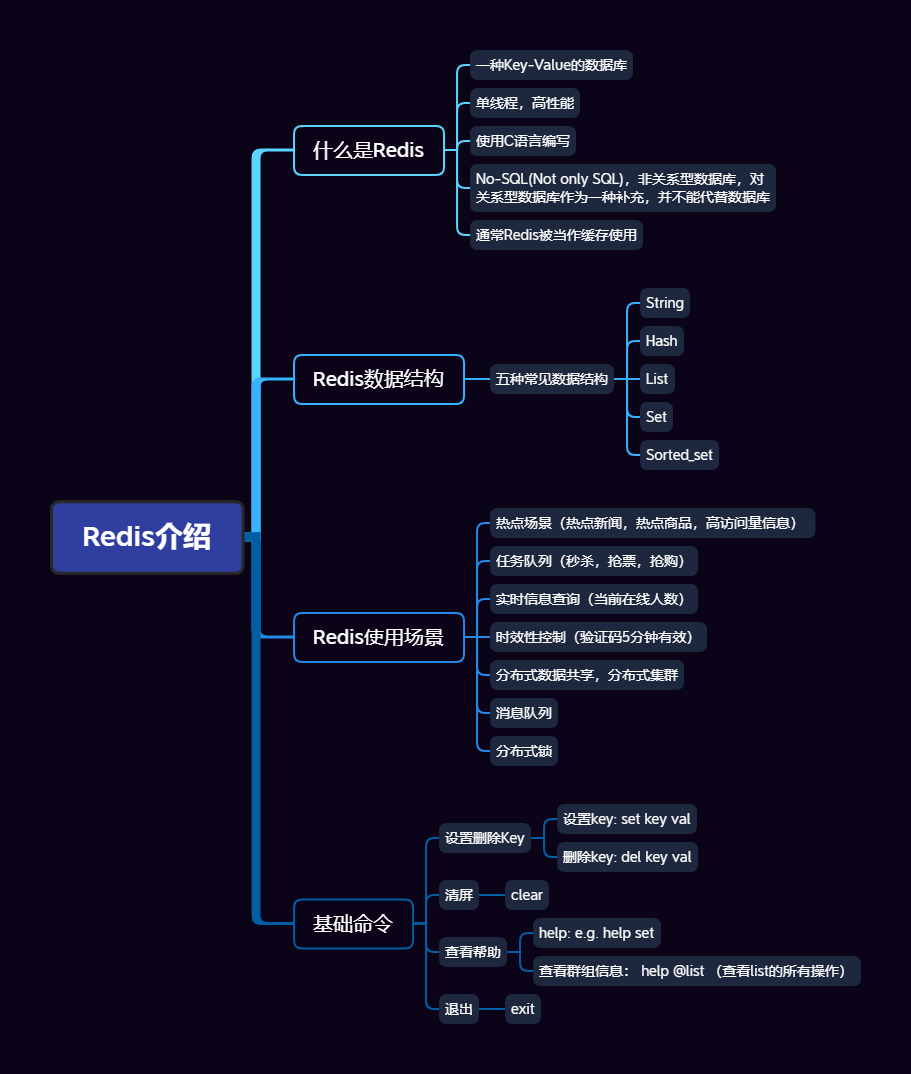 Redis介绍
什么是Redis
一种Key-Value的数据库
单线程，高性能
使用C语言编写
No-SQL(Not only SQL)，非关系型数据库，对
关系型数据库作为一种补充，并不能代替数据库
通常Redis被当作缓存使用
Redis数据结构
五种常见数据结构
String
Hash
List
Set
Sorted_set
Redis使用场景
热点场景（热点新闻，热点商品，高访问量信息）
任务队列（秒杀，抢票，抢购）
实时信息查询（当前在线人数）
时效性控制（验证码5分钟有效）
分布式数据共享，分布式集群
消息队列
分布式锁
基础命令
设置删除Key
设置key: set key val
删除key: del key val
清屏
clear
查看帮助
help: e.g. help set
查看群组信息： help @list （查看list的所有操作）
退出
exit